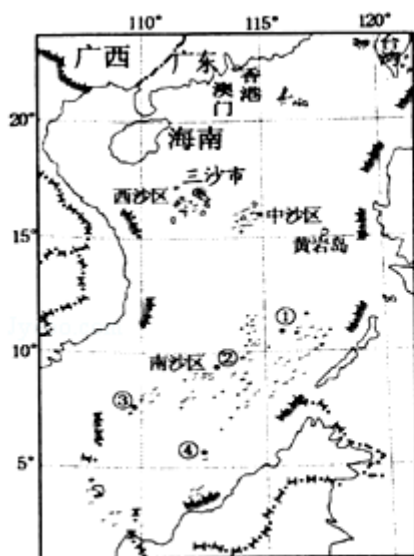 110° 115° 120°
广西 广东 香港 澳门 台湾
20°
海南
三沙市
西沙区 中沙区
15° 黄岩岛
①
10° 南沙区 ②
③
④
5°